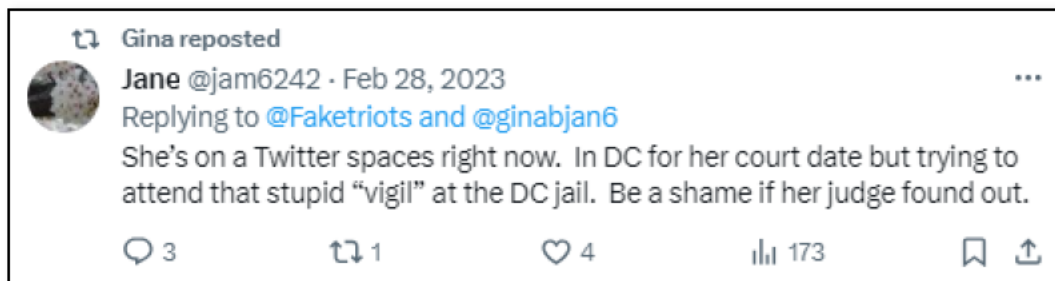 Gina reposted
Jane @jam6242 · Feb 28, 2023
Replying to @Faketriots and @ginabjan6
She’s on a Twitter spaces right now.  In DC for her court date but trying to
attend that stupid “vigil” at the DC jail.  Be a shame if her judge found out.
3 1 4 173